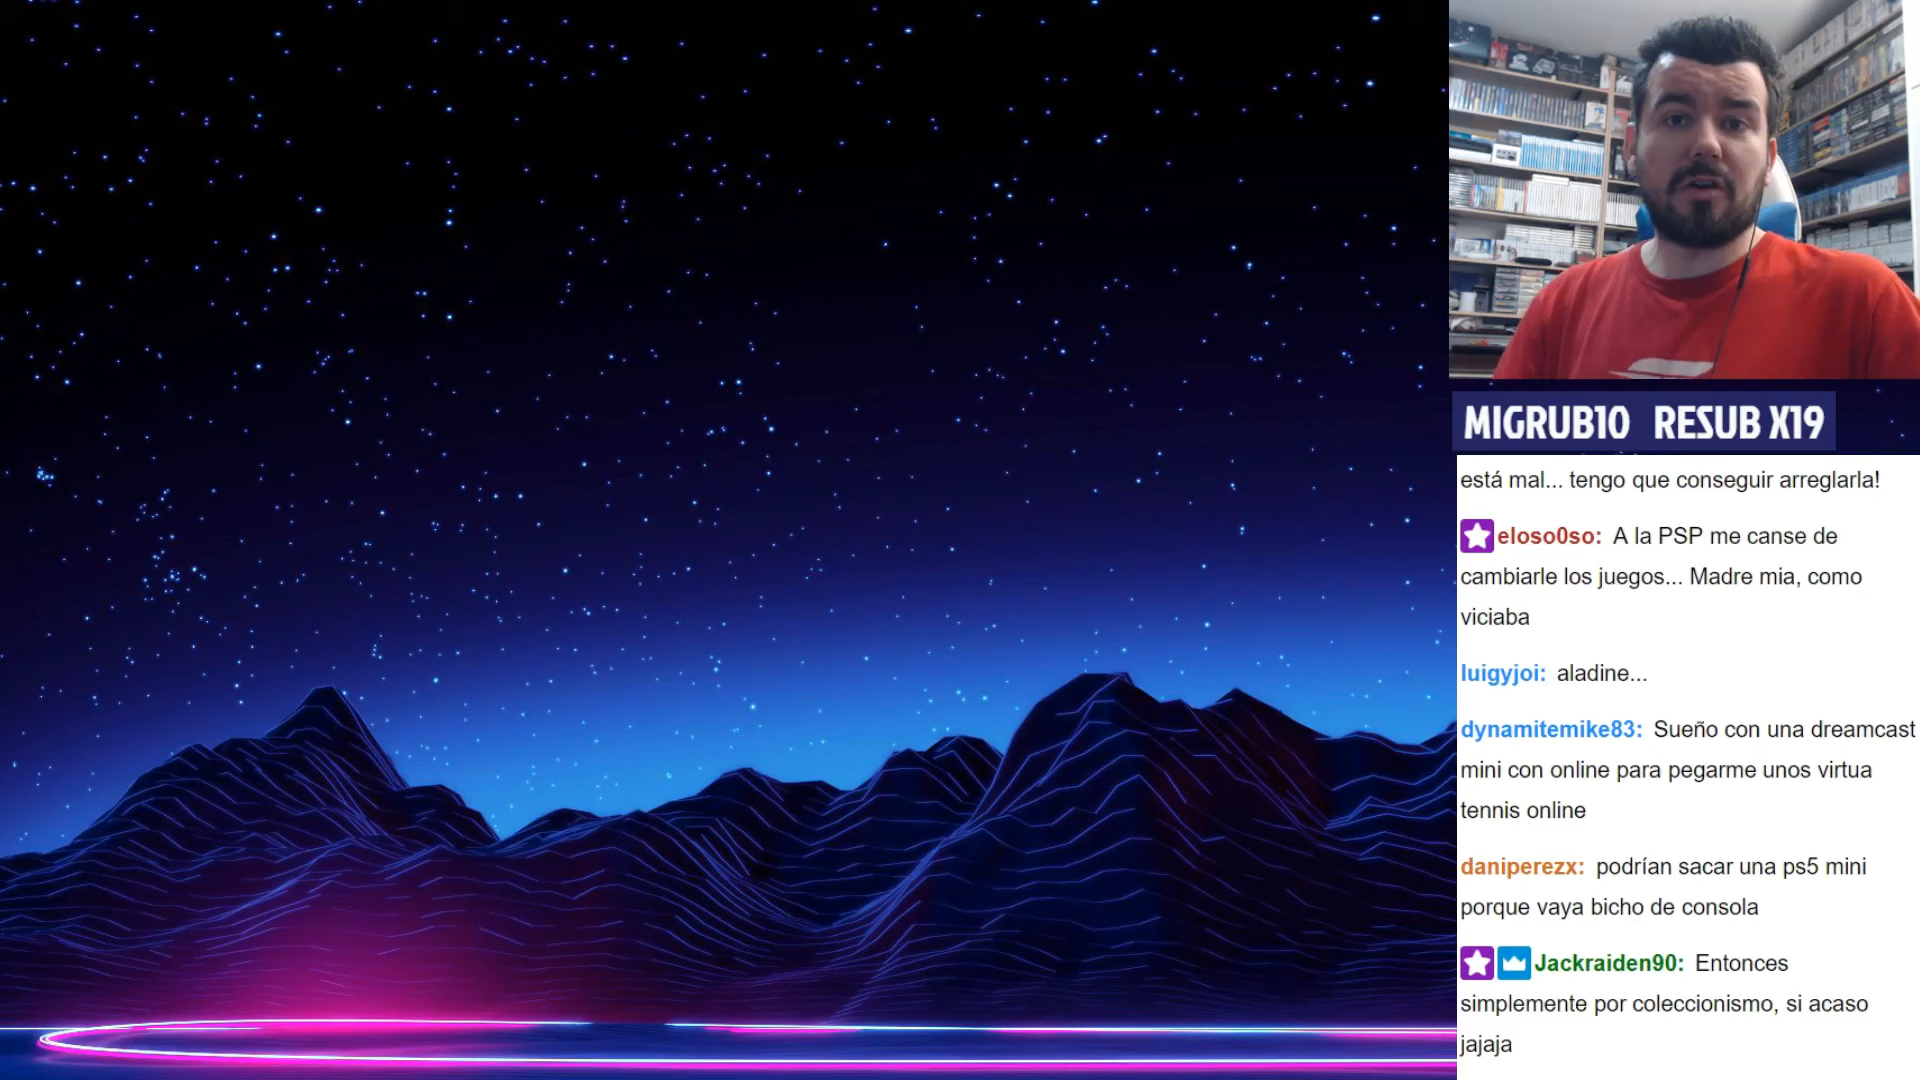 MIGRUB10 RESUB X19
está mal... tengo que conseguir arreglarla!
eloso0so: A la PSP me canse de
cambiarle los juegos... Madre mia, como
viciaba
luigyjoi: aladine...
dynamitemike83: Sueño con una dreamcast
mini con online para pegarme unos virtua
tennis online
daniperezx: podrían sacar una ps5 mini
porque vaya bicho de consola
Jackraiden90: Entonces
simplemente por coleccionismo, si acaso
jajaja